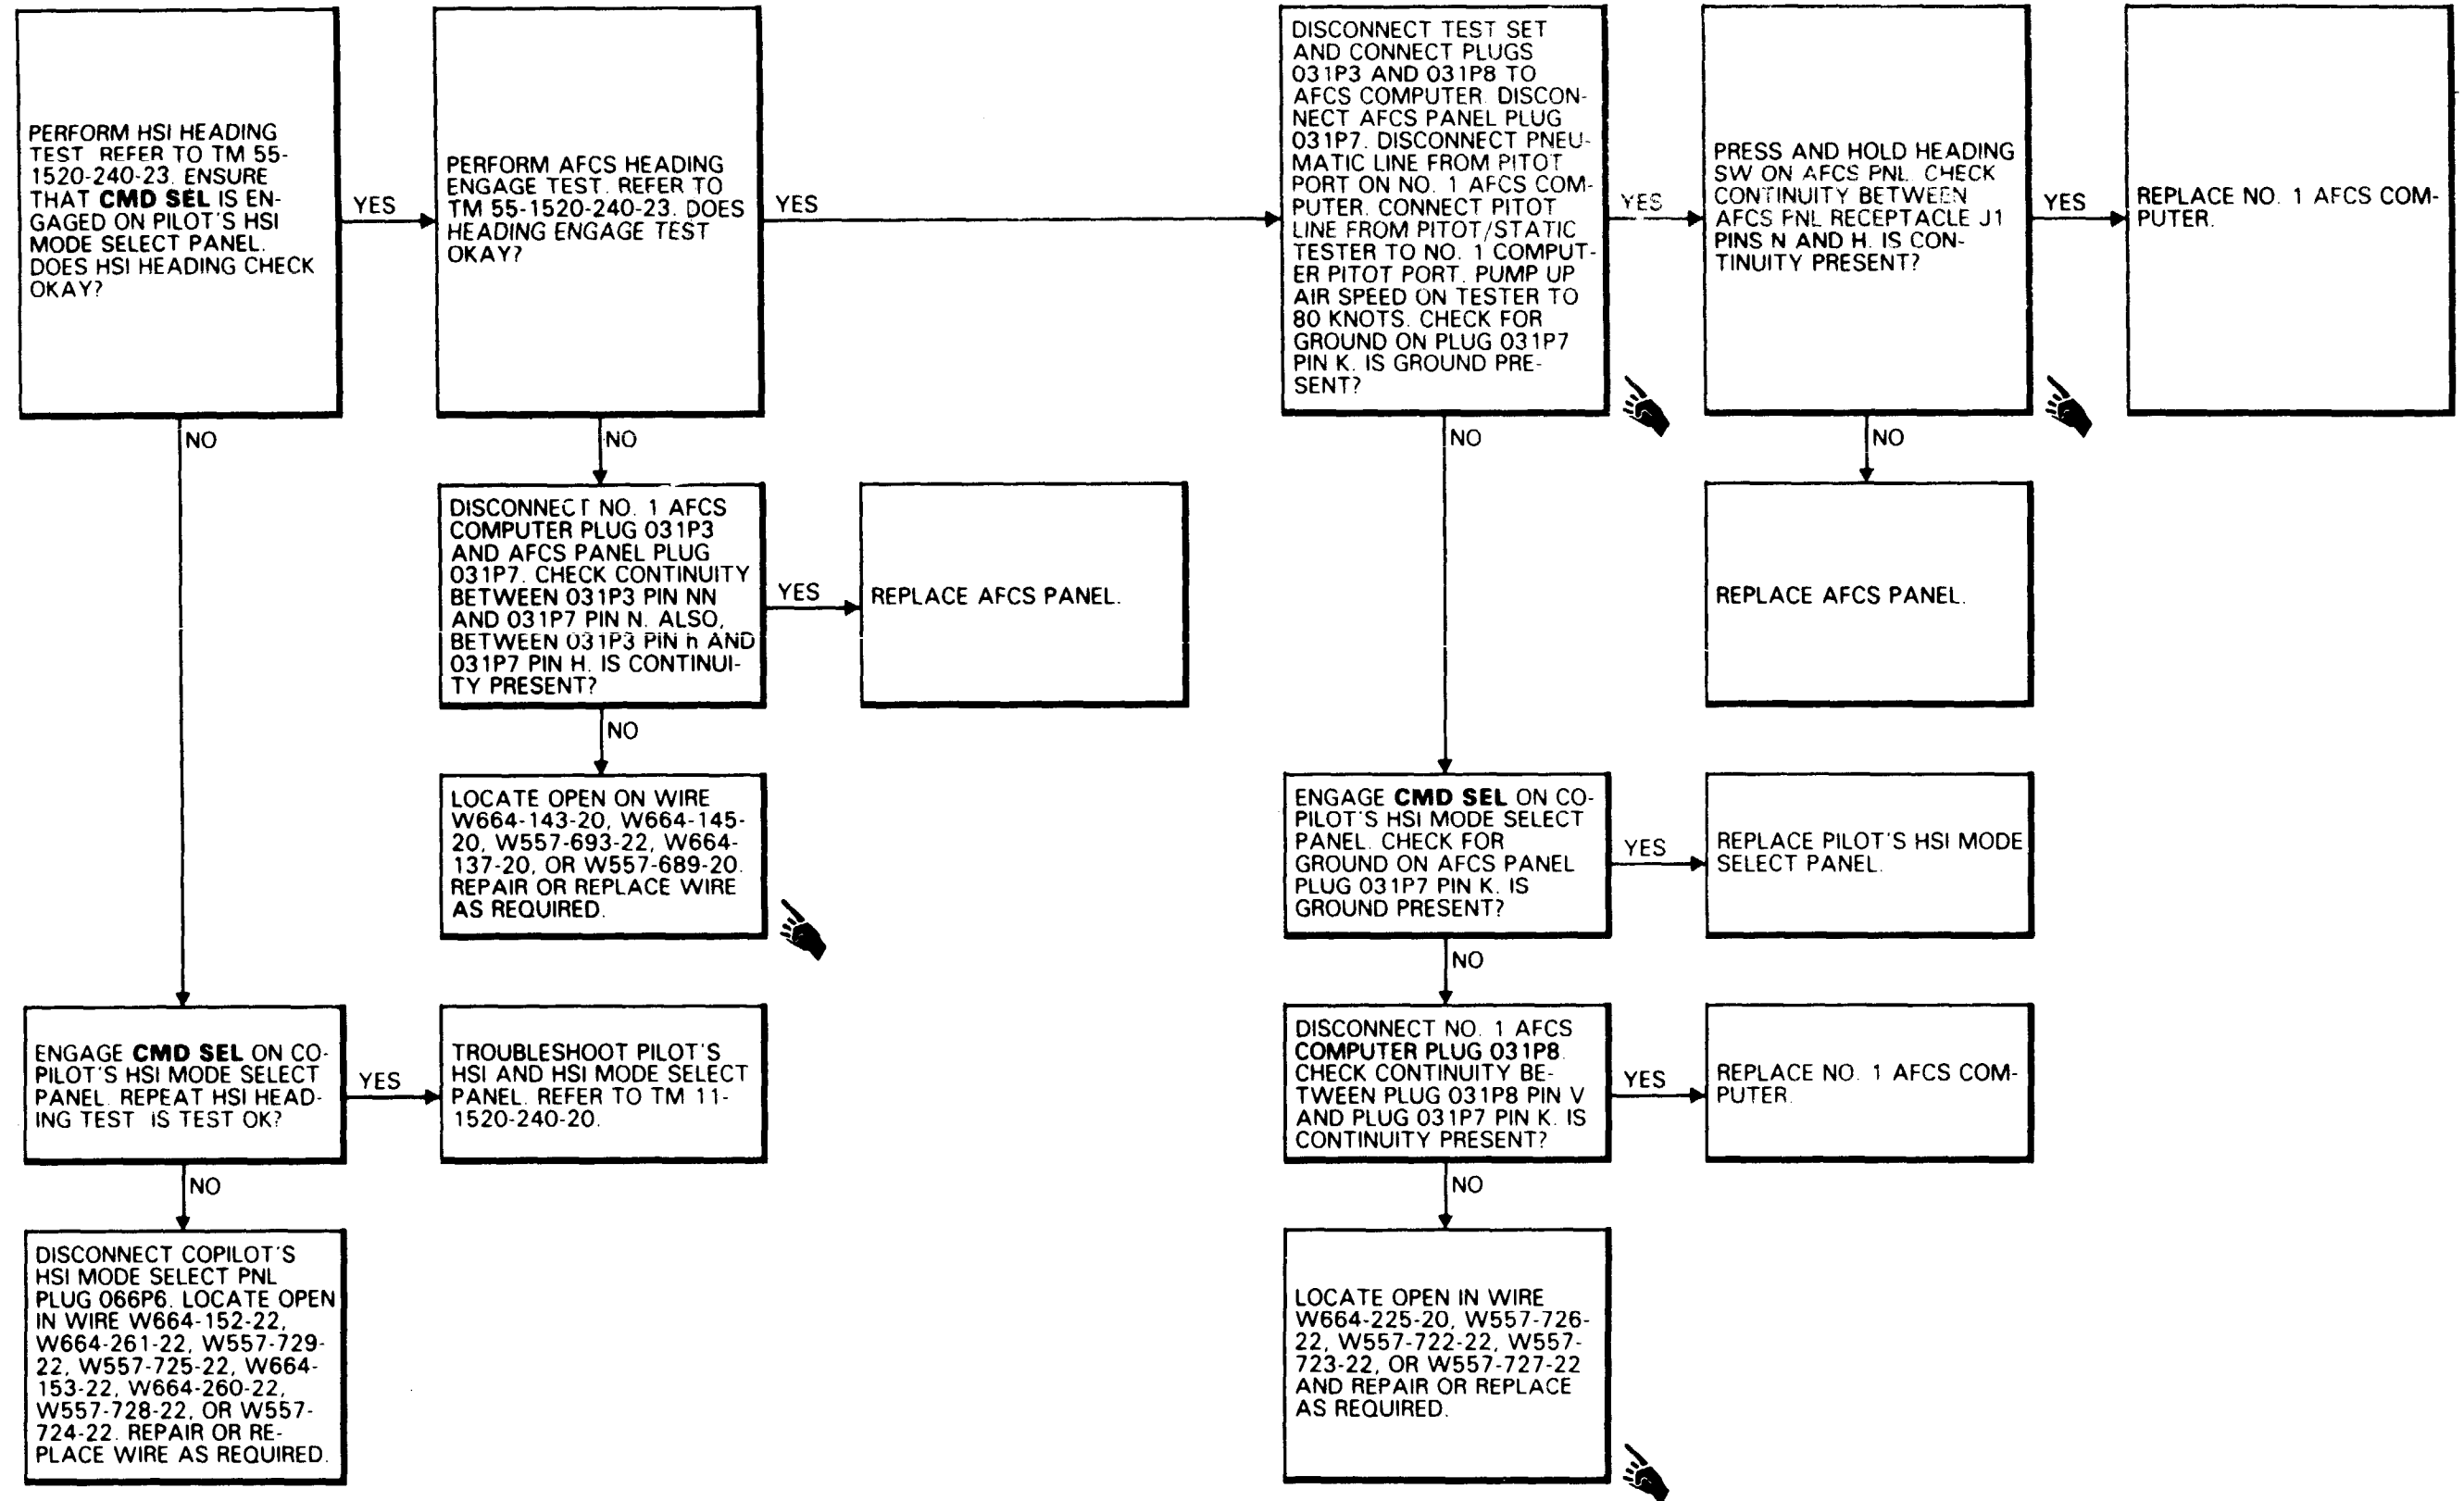 PERFORM HSI HEADING
TEST REFER TO TM 55-
1520-240-23. ENSURE
THAT CMD SEL IS EN-
GAGED ON PILOT'S HSI
MODE SELECT PANEL.
DOES HSI HEADING CHECK
OKAY?
YES
NO
PERFORM AFCS HEADING
ENGAGE TEST. REFER TO
TM 55-1520-240-23. DOES
HEADING ENGAGE TEST
OKAY?
YES
NO
DISCONNECT TEST SET
AND CONNECT PLUGS
031P3 AND 031P8 TO
AFCS COMPUTER. DISCON-
NECT AFCS PANEL PLUG
031P7. DISCONNECT PNEU-
MATIC LINE FROM PITOT
PORT ON NO. 1 AFCS COM-
PUTER. CONNECT PITOT
LINE FROM PITOT/STATIC
TESTER TO NO. 1 COMPUT-
ER PITOT PORT. PUMP UP
AIR SPEED ON TESTER TO
80 KNOTS. CHECK FOR
GROUND ON PLUG 031P7
PIN K. IS GROUND PRE-
SENT?
YES
NO
PRESS AND HOLD HEADING
SW ON AFCS PNL. CHECK
CONTINUITY BETWEEN
AFCS PNL RECEPTACLE J1
PINS N AND H. IS CON-
TINUITY PRESENT?
YES
NO
REPLACE NO. 1 AFCS COM-
PUTER.
DISCONNECT NO. 1 AFCS
COMPUTER PLUG 031P3
AND AFCS PANEL PLUG
031P7. CHECK CONTINUITY
BETWEEN 031P3 PIN NN
AND 031P7 PIN N. ALSO,
BETWEEN 031P3 PIN h AND
031P7 PIN H. IS CONTINUI-
TY PRESENT?
YES
NO
REPLACE AFCS PANEL.
REPLACE AFCS PANEL.
LOCATE OPEN ON WIRE
W664-143-20, W664-145-
20, W557-693-22, W664-
137-20, OR W557-689-20.
REPAIR OR REPLACE WIRE
AS REQUIRED.
ENGAGE CMD SEL ON CO-
PILOT'S HSI MODE SELECT
PANEL. CHECK FOR
GROUND ON AFCS PANEL
PLUG 031P7 PIN K. IS
GROUND PRESENT?
YES
NO
REPLACE PILOT'S HSI MODE
SELECT PANEL.
ENGAGE CMD SEL ON CO-
PILOT'S HSI MODE SELECT
PANEL. REPEAT HSI HEAD-
ING TEST IS TEST OK?
YES
NO
TROUBLESHOOT PILOT'S
HSI AND HSI MODE SELECT
PANEL. REFER TO TM 11-
1520-240-20.
DISCONNECT NO. 1 AFCS
COMPUTER PLUG 031P8.
CHECK CONTINUITY BE-
TWEEN PLUG 031P8 PIN V
AND PLUG 031P7 PIN K. IS
CONTINUITY PRESENT?
YES
NO
REPLACE NO. 1 AFCS COM-
PUTER.
DISCONNECT COPILOT'S
HSI MODE SELECT PNL
PLUG 066P6. LOCATE OPEN
IN WIRE W664-152-22,
W664-261-22, W557-729-
22, W557-725-22, W664-
153-22, W664-260-22,
W557-728-22, OR W557-
724-22. REPAIR OR RE-
PLACE WIRE AS REQUIRED.
LOCATE OPEN IN WIRE
W664-225-20, W557-726-
22, W557-722-22, W557-
723-22, OR W557-727-22
AND REPAIR OR REPLACE
AS REQUIRED.